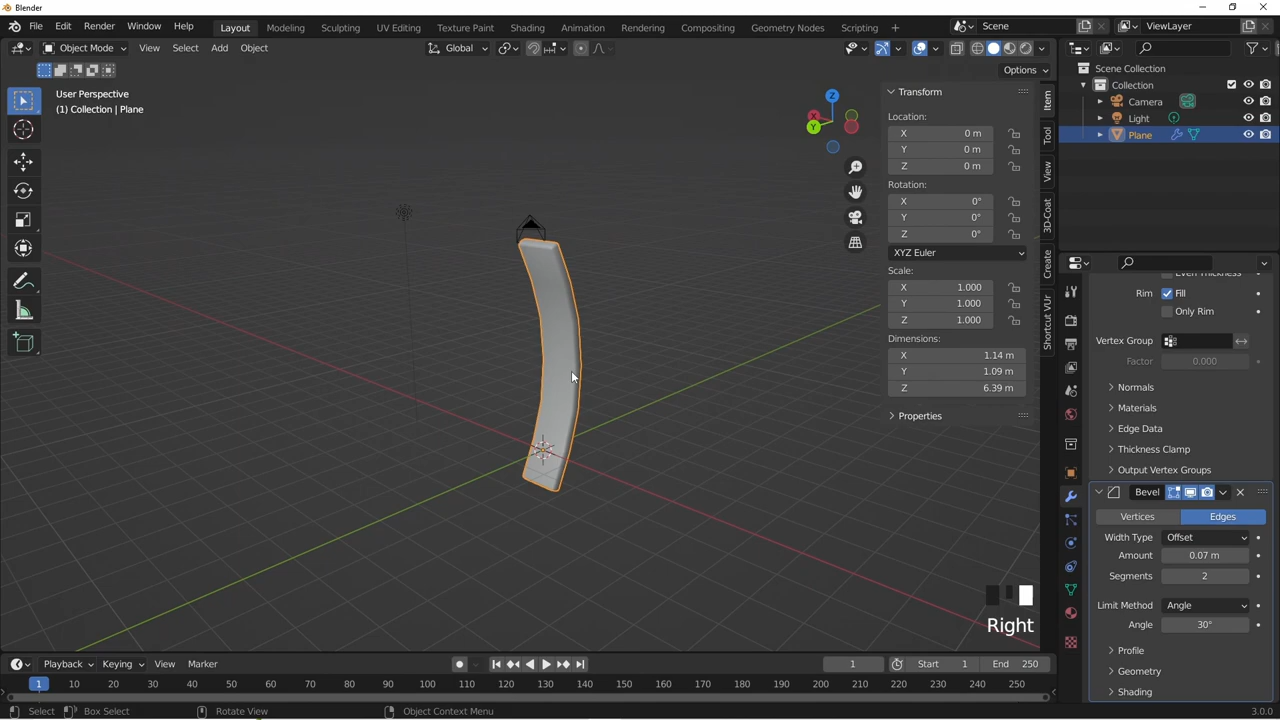 Blender
File Edit Render Window Help Layout Modeling Sculpting UV Editing Texture Paint Shading Animation Rendering Compositing Geometry Nodes Scripting + Scene ViewLayer
Object Mode View Select Add Object Global
Options
User Perspective
(1) Collection | Plane
Z
X
Y
Transform
Location:
X 0 m
Y 0 m
Z 0 m
Rotation:
X 0°
Y 0°
Z 0°
XYZ Euler
Scale:
X 1.000
Y 1.000
Z 1.000
Dimensions:
X 1.14 m
Y 1.09 m
Z 6.39 m
Properties
Item
Tool
View
3D-Coat
Create
Shortcut VUr
Scene Collection
Collection
Camera
Light
Plane
Even Thickness
Rim Fill
Only Rim
Vertex Group
Factor 0.000
Normals
Materials
Edge Data
Thickness Clamp
Output Vertex Groups
Bevel
Vertices Edges
Width Type Offset
Amount 0.07 m
Segments 2
Limit Method Angle
Angle 30°
Profile
Geometry
Shading
Right
Playback Keying View Marker 1 Start 1 End 250
1 10 20 30 40 50 60 70 80 90 100 110 120 130 140 150 160 170 180 190 200 210 220 230 240 250
Select Box Select Rotate View Object Context Menu 3.0.0